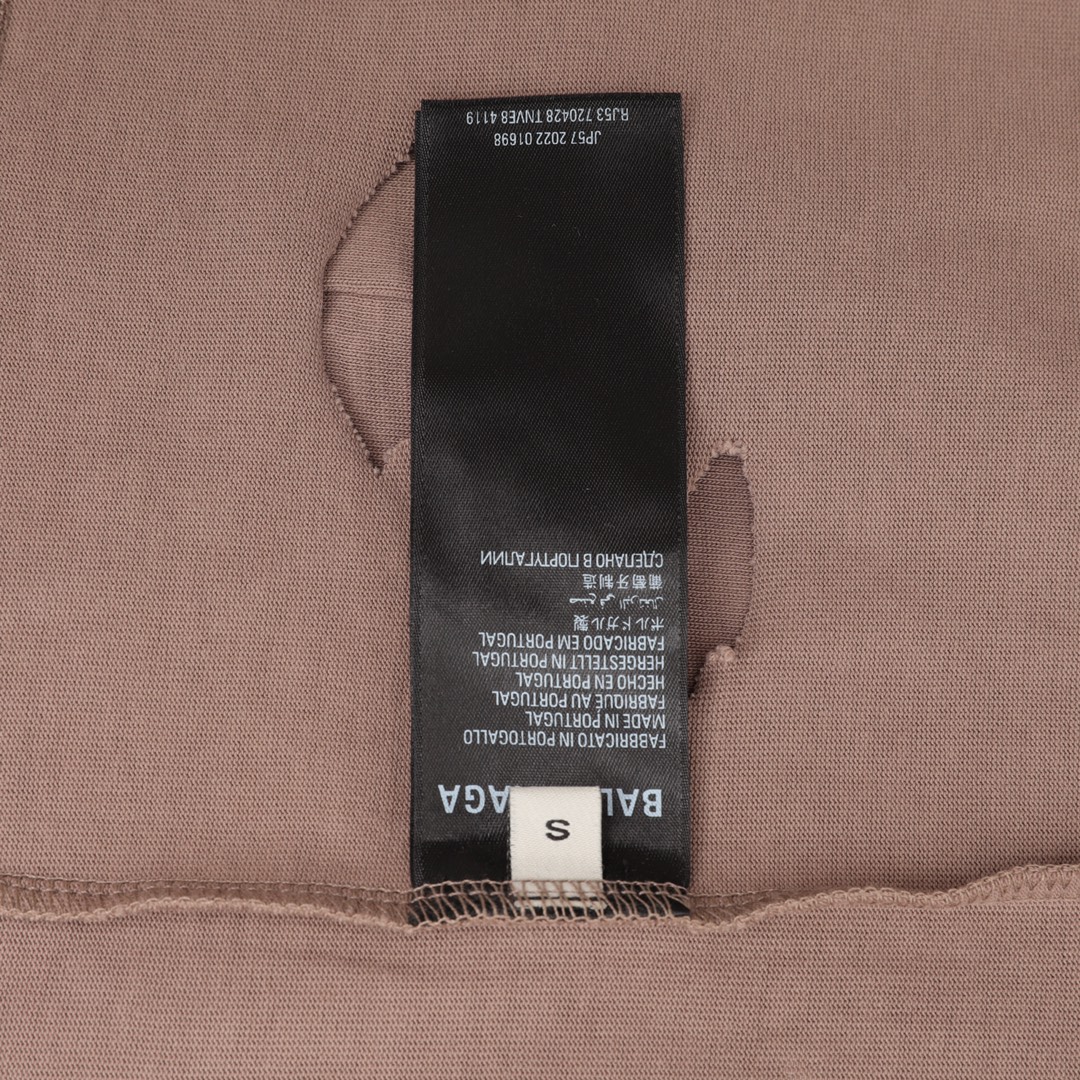 BAL AGA
S
FABBRICATO IN PORTOGALLO
MADE IN PORTUGAL
FABRIQUÉ AU PORTUGAL
HECHO EN PORTUGAL
HERGESTELLT IN PORTUGAL
FABRICADO EM PORTUGAL
ポルトガル製
صنع في البرتغال
葡萄牙制造
СДЕЛАНО В ПОРТУГАЛИИ
JP57 2022 01698
RJ53 720428 TNVE8 4119